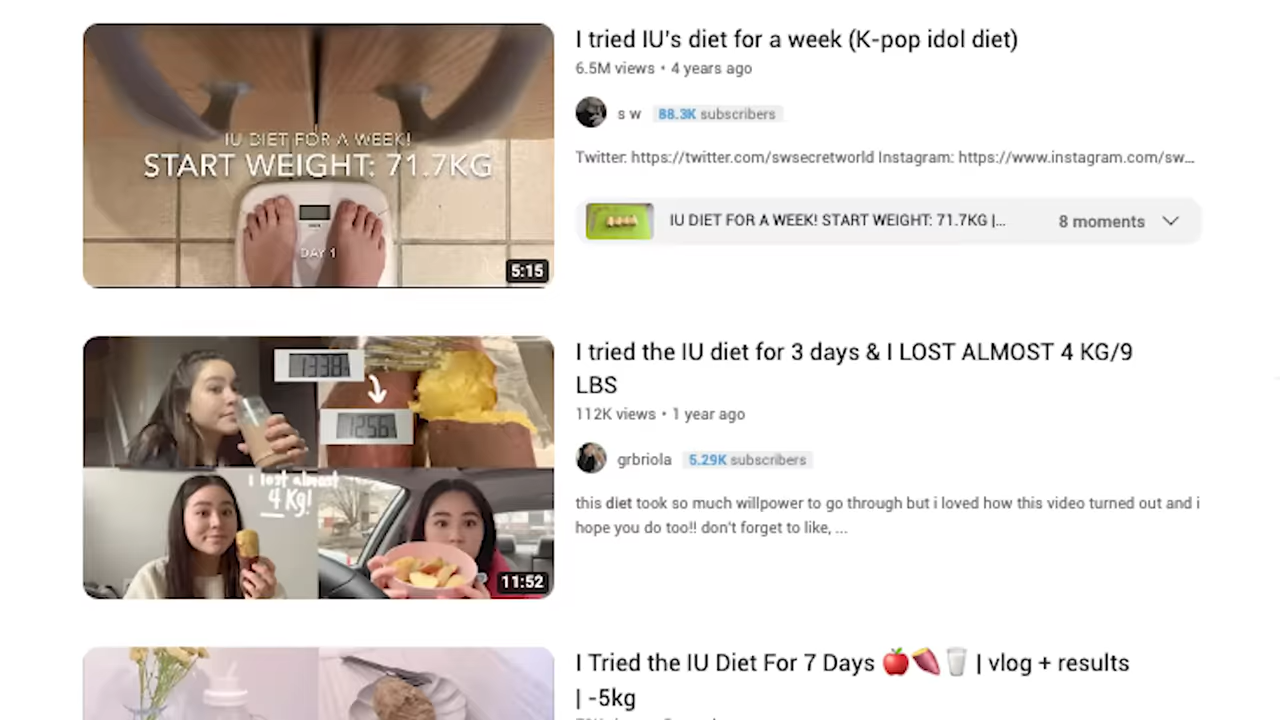 IU DIET FOR A WEEK!
START WEIGHT: 71.7KG
DAY 1
5:15
I tried IU's diet for a week (K-pop idol diet)
6.5M views • 4 years ago
s w 88.3K subscribers
Twitter: https://twitter.com/swsecretworld Instagram: https://www.instagram.com/sw...
IU DIET FOR A WEEK! START WEIGHT: 71.7KG |... 8 moments
133.8
125.6
i lost almost
4 Kg!
11:52
I tried the IU diet for 3 days & I LOST ALMOST 4 KG/9
LBS
112K views • 1 year ago
grbriola 5.29K subscribers
this diet took so much willpower to go through but i loved how this video turned out and i
hope you do too!! don't forget to like, ...
I Tried the IU Diet For 7 Days 🍎🍠🥛 | vlog + results
| -5kg